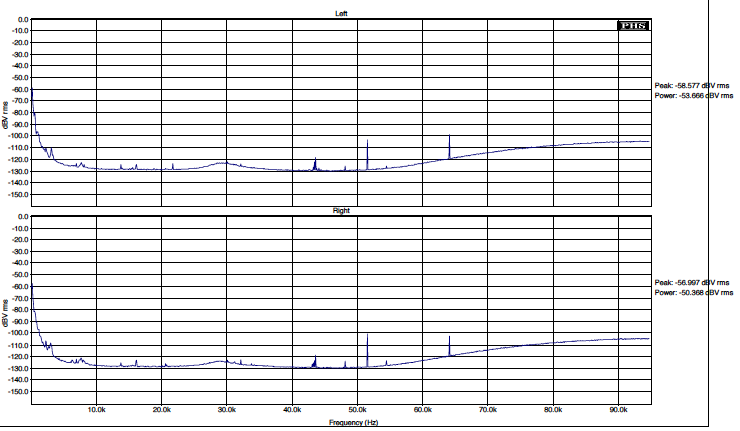 Left
PHS
0.0
-10.0
-20.0
-30.0
-40.0
-50.0
-60.0
-70.0
-80.0
-90.0
-100.0
-110.0
-120.0
-130.0
-140.0
-150.0
dBV rms
Peak: -58.577 dBV rms
Power: -53.666 dBV rms
Right
0.0
-10.0
-20.0
-30.0
-40.0
-50.0
-60.0
-70.0
-80.0
-90.0
-100.0
-110.0
-120.0
-130.0
-140.0
-150.0
dBV rms
Peak: -56.997 dBV rms
Power: -50.368 dBV rms
10.0k 20.0k 30.0k 40.0k 50.0k 60.0k 70.0k 80.0k 90.0k
Frequency (Hz)